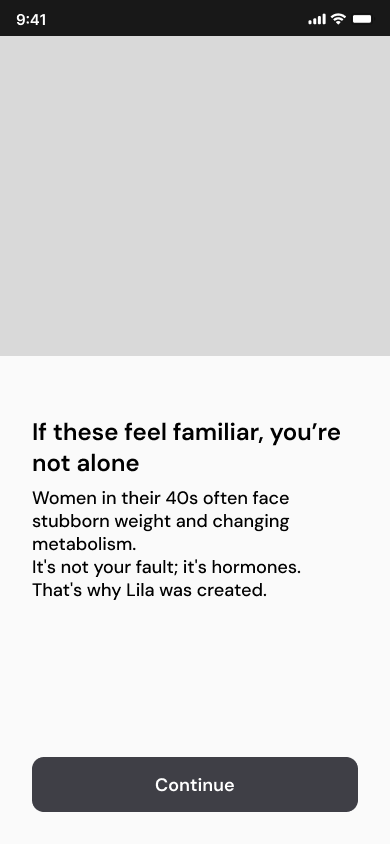 9:41
If these feel familiar, you’re
not alone
Women in their 40s often face
stubborn weight and changing
metabolism.
It's not your fault; it's hormones.
That's why Lila was created.
Continue